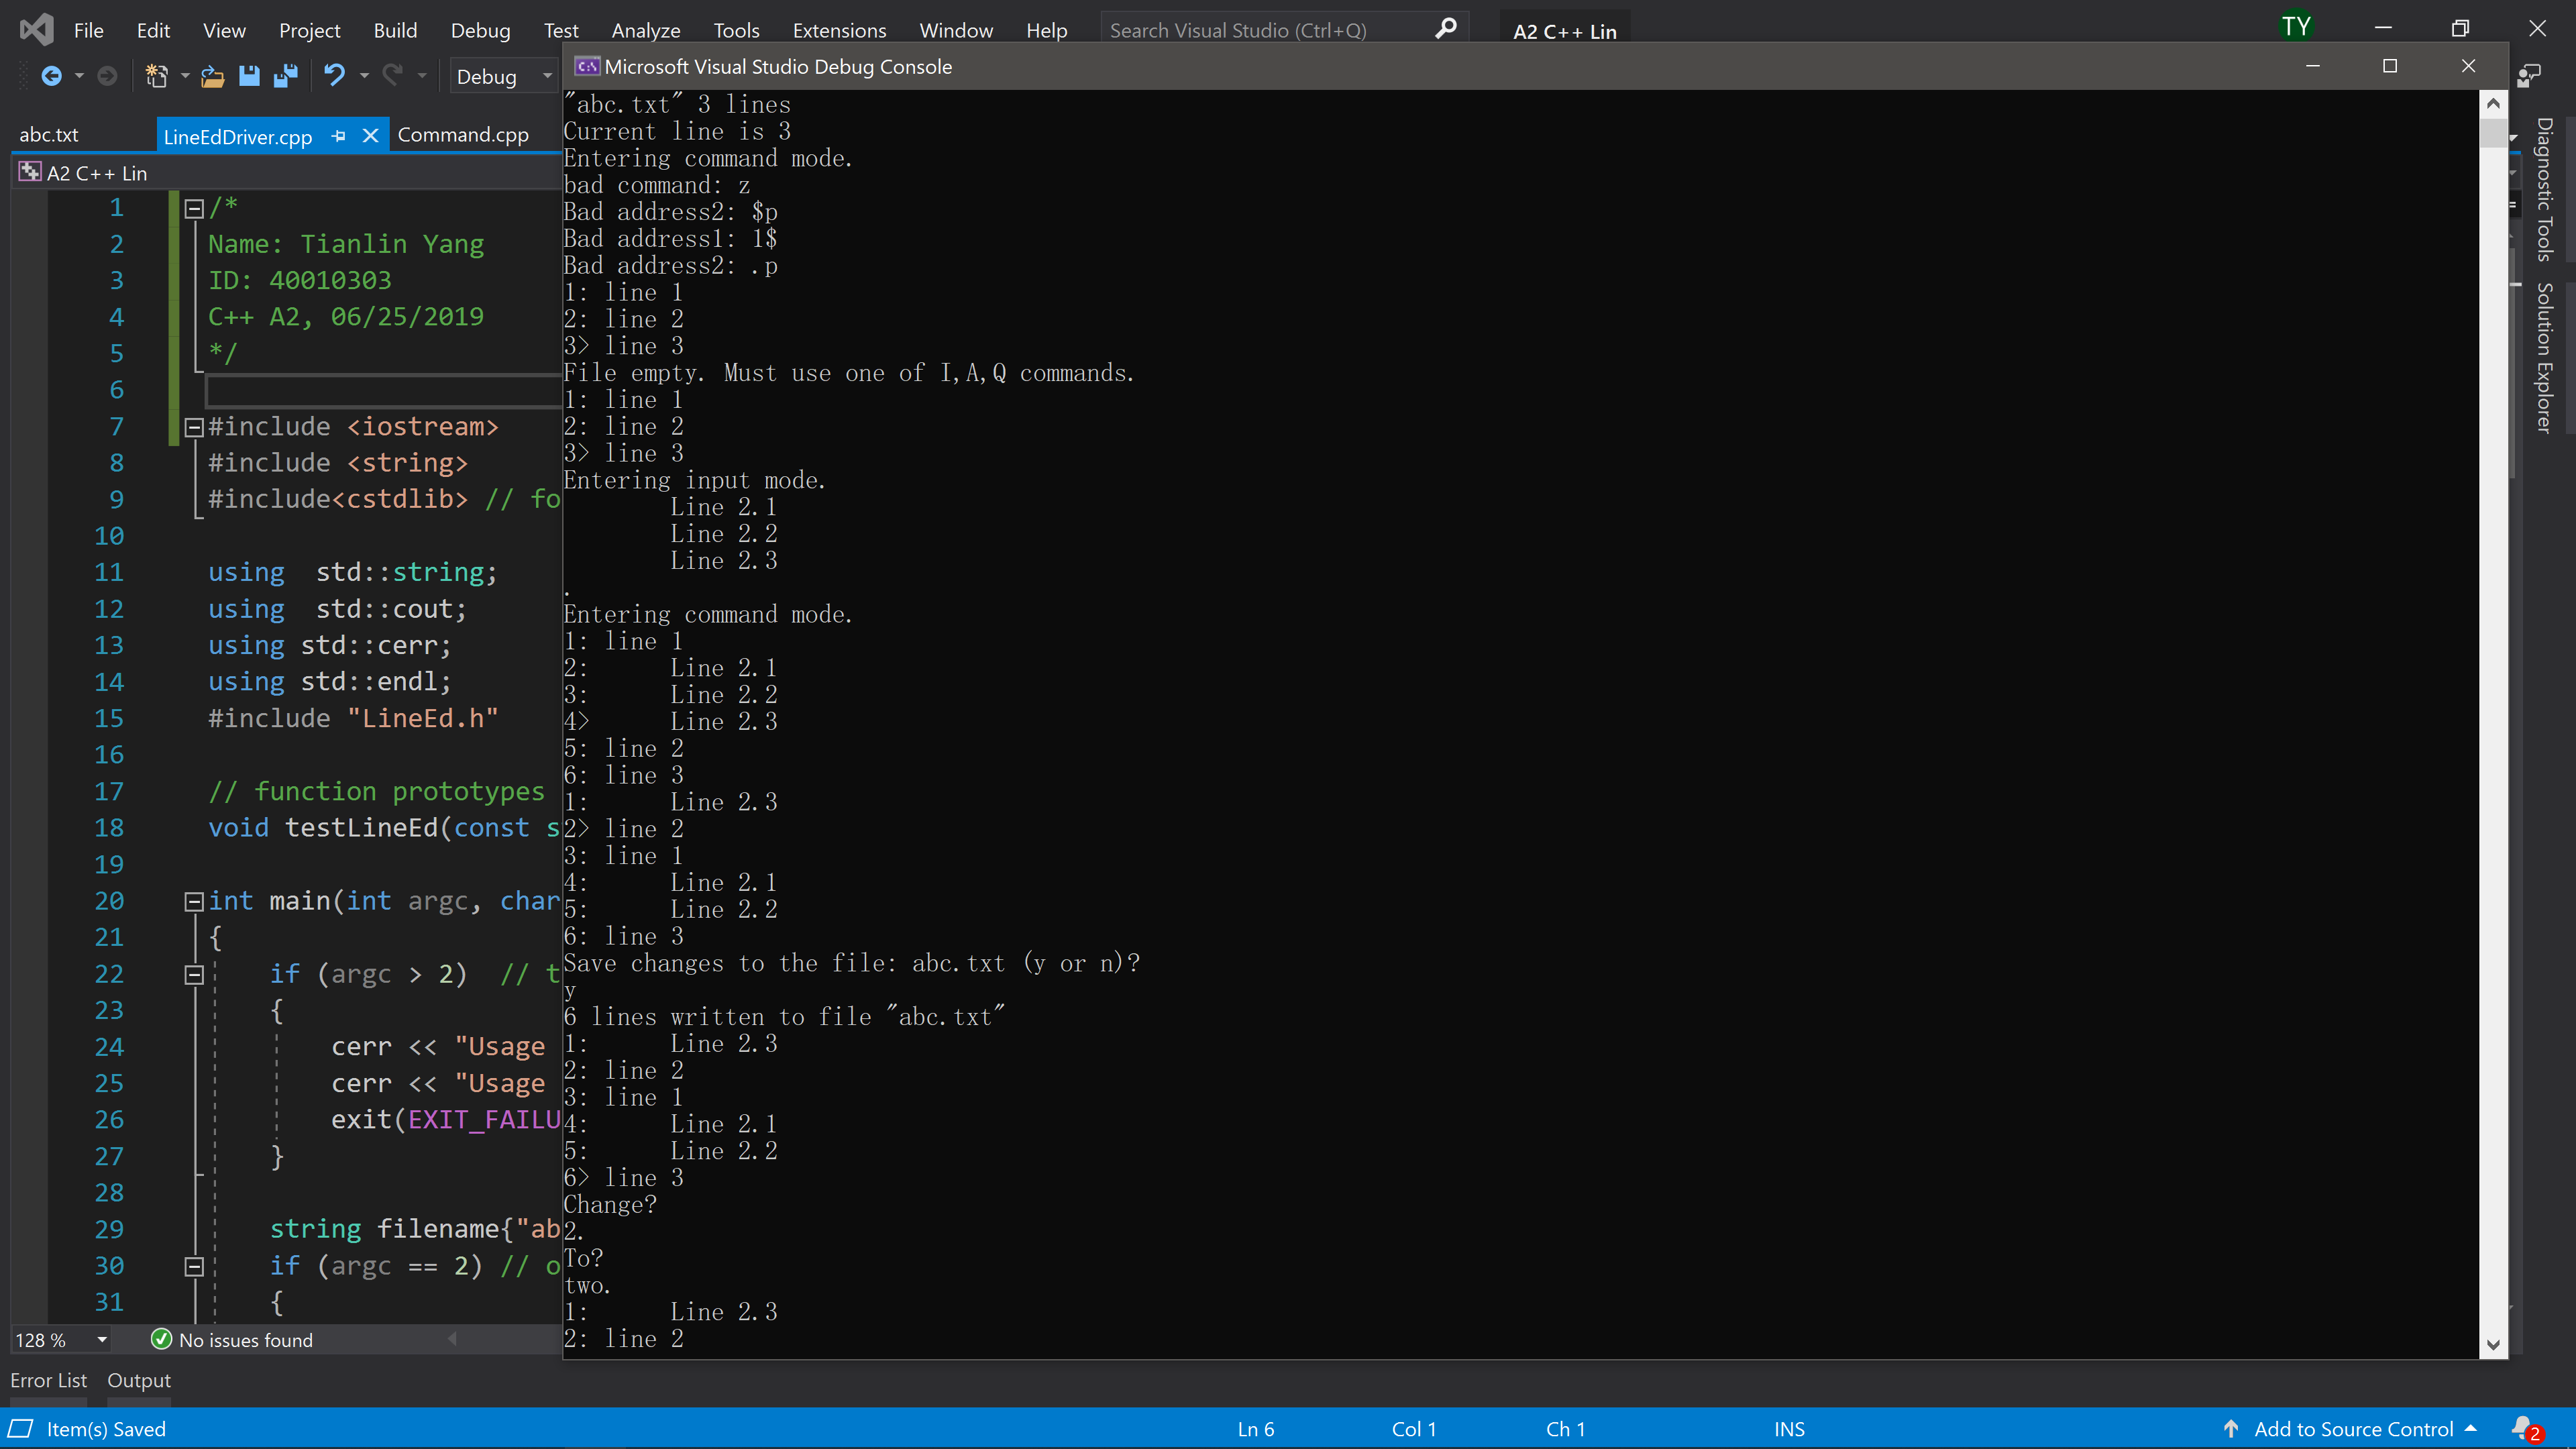 File Edit View Project Build Debug Test Analyze Tools Extensions Window Help Search Visual Studio (Ctrl+Q) A2 C++ Lin TY
Debug
Microsoft Visual Studio Debug Console
abc.txt LineEdDriver.cpp Command.cpp
A2 C++ Lin
1 /*
2 Name: Tianlin Yang
3 ID: 40010303
4 C++ A2, 06/25/2019
5 */
6
7 #include <iostream>
8 #include <string>
9 #include<cstdlib> // fo
10
11 using  std::string;
12 using  std::cout;
13 using std::cerr;
14 using std::endl;
15 #include "LineEd.h"
16
17 // function prototypes
18 void testLineEd(const s
19
20 int main(int argc, char
21 {
22 if (argc > 2)  // t
23 {
24 cerr << "Usage
25 cerr << "Usage
26 exit(EXIT_FAILU
27 }
28
29 string filename{"ab
30 if (argc == 2) // o
31 {
128 % No issues found
"abc.txt" 3 lines
Current line is 3
Entering command mode.
bad command: z
Bad address2: $p
Bad address1: 1$
Bad address2: .p
1: line 1
2: line 2
3> line 3
File empty. Must use one of I,A,Q commands.
1: line 1
2: line 2
3> line 3
Entering input mode.
        Line 2.1
        Line 2.2
        Line 2.3
.
Entering command mode.
1: line 1
2:      Line 2.1
3:      Line 2.2
4>      Line 2.3
5: line 2
6: line 3
1:      Line 2.3
2> line 2
3: line 1
4:      Line 2.1
5:      Line 2.2
6: line 3
Save changes to the file: abc.txt (y or n)?
y
6 lines written to file "abc.txt"
1:      Line 2.3
2: line 2
3: line 1
4:      Line 2.1
5:      Line 2.2
6> line 3
Change?
2.
To?
two.
1:      Line 2.3
2: line 2
Diagnostic Tools
Solution Explorer
Error List Output
Item(s) Saved Ln 6 Col 1 Ch 1 INS Add to Source Control 2